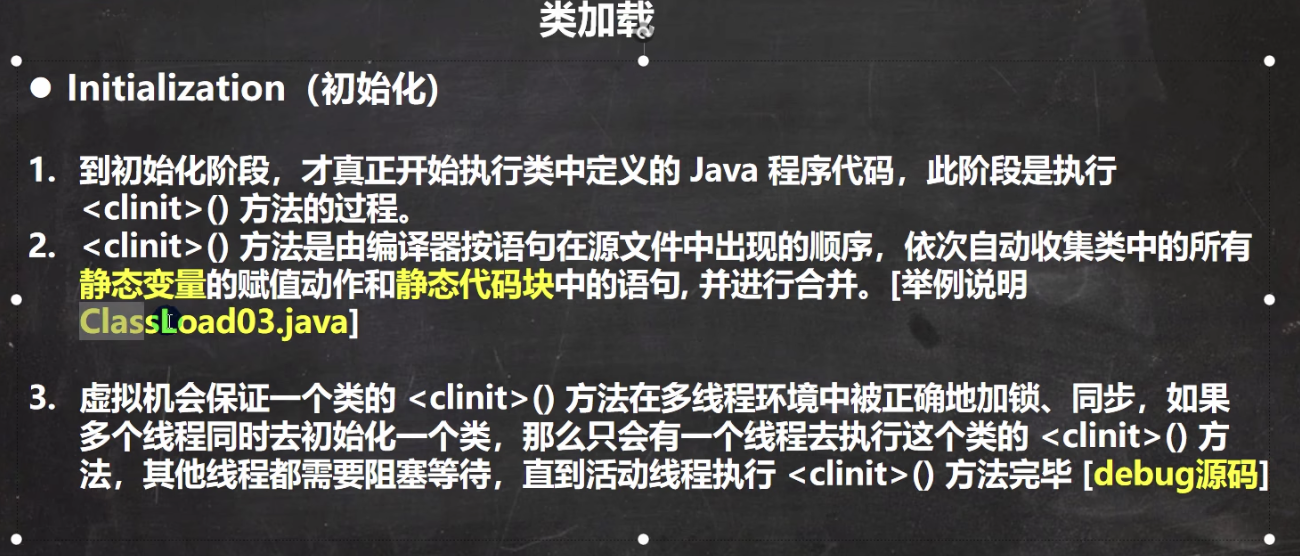 类加载
● Initialization（初始化)
1. 到初始化阶段，才真正开始执行类中定义的 Java 程序代码，此阶段是执行
<clinit>() 方法的过程。
2. <clinit>() 方法是由编译器按语句在源文件中出现的顺序，依次自动收集类中的所有
静态变量的赋值动作和静态代码块中的语句, 并进行合并。[举例说明
ClassLoad03.java]
3. 虚拟机会保证一个类的 <clinit>() 方法在多线程环境中被正确地加锁、同步，如果
多个线程同时去初始化一个类，那么只会有一个线程去执行这个类的 <clinit>() 方
法，其他线程都需要阻塞等待，直到活动线程执行 <clinit>() 方法完毕 [debug源码]